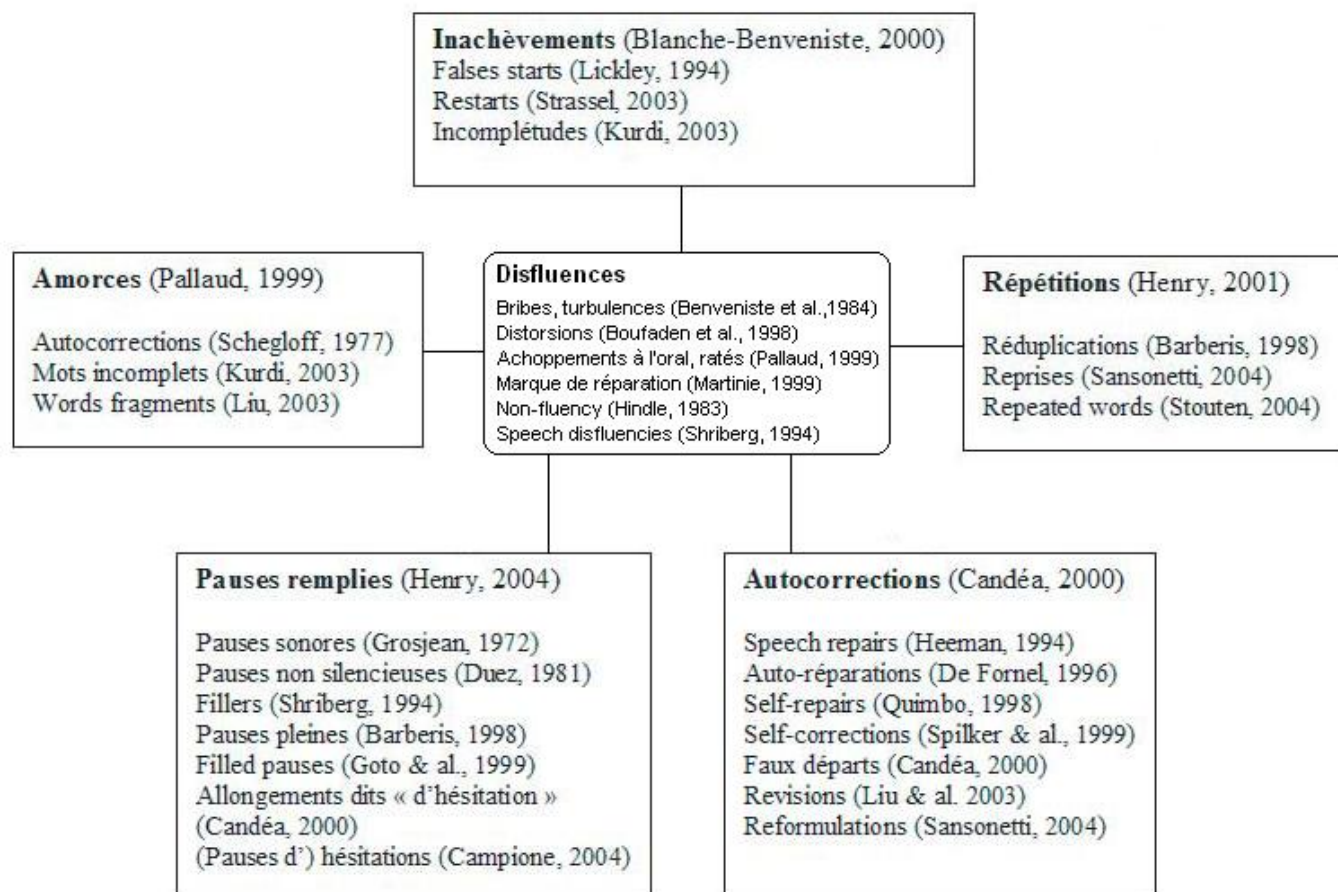 Inachèvements (Blanche-Benveniste, 2000)
Falses starts (Lickley, 1994)
Restarts (Strassel, 2003)
Incomplétudes (Kurdi, 2003)
Amorces (Pallaud, 1999)
Autocorrections (Schegloff, 1977)
Mots incomplets (Kurdi, 2003)
Words fragments (Liu, 2003)
Disfluences
Bribes, turbulences (Benveniste et al.,1984)
Distorsions (Boufaden et al., 1998)
Achoppements à l'oral, ratés (Pallaud, 1999)
Marque de réparation (Martinie, 1999)
Non-fluency (Hindle, 1983)
Speech disfluencies (Shriberg, 1994)
Répétitions (Henry, 2001)
Réduplications (Barberis, 1998)
Reprises (Sansonetti, 2004)
Repeated words (Stouten, 2004)
Pauses remplies (Henry, 2004)
Pauses sonores (Grosjean, 1972)
Pauses non silencieuses (Duez, 1981)
Fillers (Shriberg, 1994)
Pauses pleines (Barberis, 1998)
Filled pauses (Goto & al., 1999)
Allongements dits « d'hésitation »
(Candéa, 2000)
(Pauses d') hésitations (Campione, 2004)
Autocorrections (Candéa, 2000)
Speech repairs (Heeman, 1994)
Auto-réparations (De Fornel, 1996)
Self-repairs (Quimbo, 1998)
Self-corrections (Spilker & al., 1999)
Faux départs (Candéa, 2000)
Revisions (Liu & al. 2003)
Reformulations (Sansonetti, 2004)